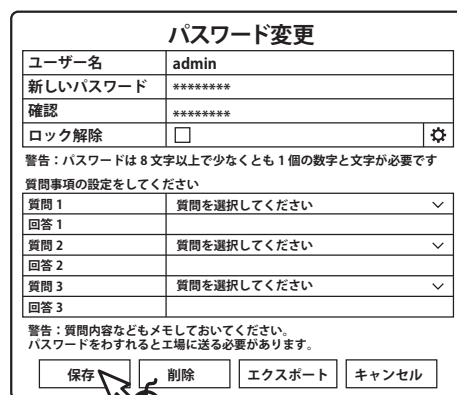 パスワード変更
ユーザー名 admin
新しいパスワード ********
確認 ********
ロック解除
警告：パスワードは 8 文字以上で少なくとも 1 個の数字と文字が必要です
質問事項の設定をしてください
質問 1 質問を選択してください
回答 1
質問 2 質問を選択してください
回答 2
質問 3 質問を選択してください
回答 3
警告：質問内容などもメモしておいてください。
パスワードをわすれると工場に送る必要があります。
保存 削除 エクスポート キャンセル